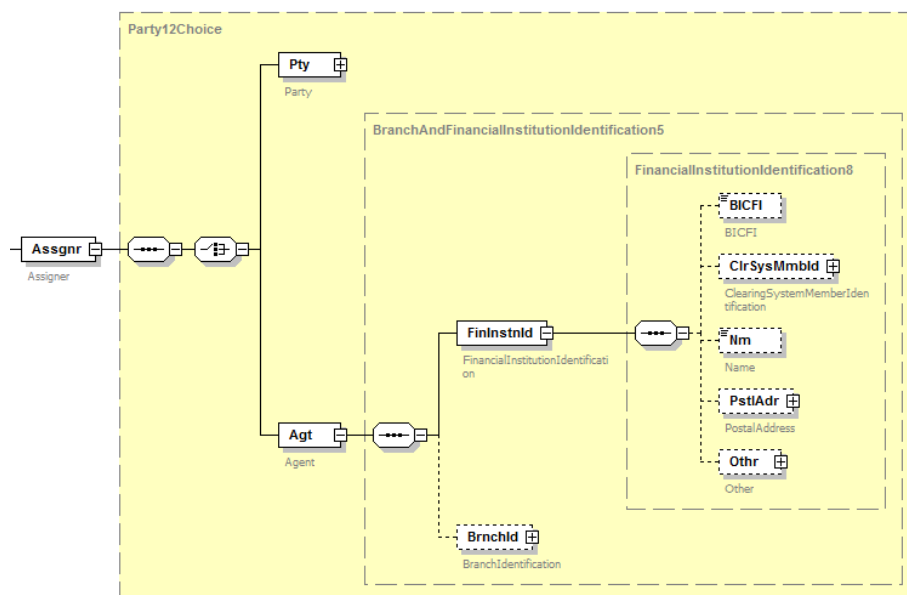 Party12Choice
Pty
Party
BranchAndFinancialInstitutionIdentification5
FinancialInstitutionIdentification8
BICFI
BICFI
Assgnr
Assigner
ClrSysMmbId
ClearingSystemMemberIden
tification
FinInstnId
FinancialInstitutionIdentificati
on
Nm
Name
PstlAdr
PostalAddress
Agt
Agent
Othr
Other
BrnchId
BranchIdentification